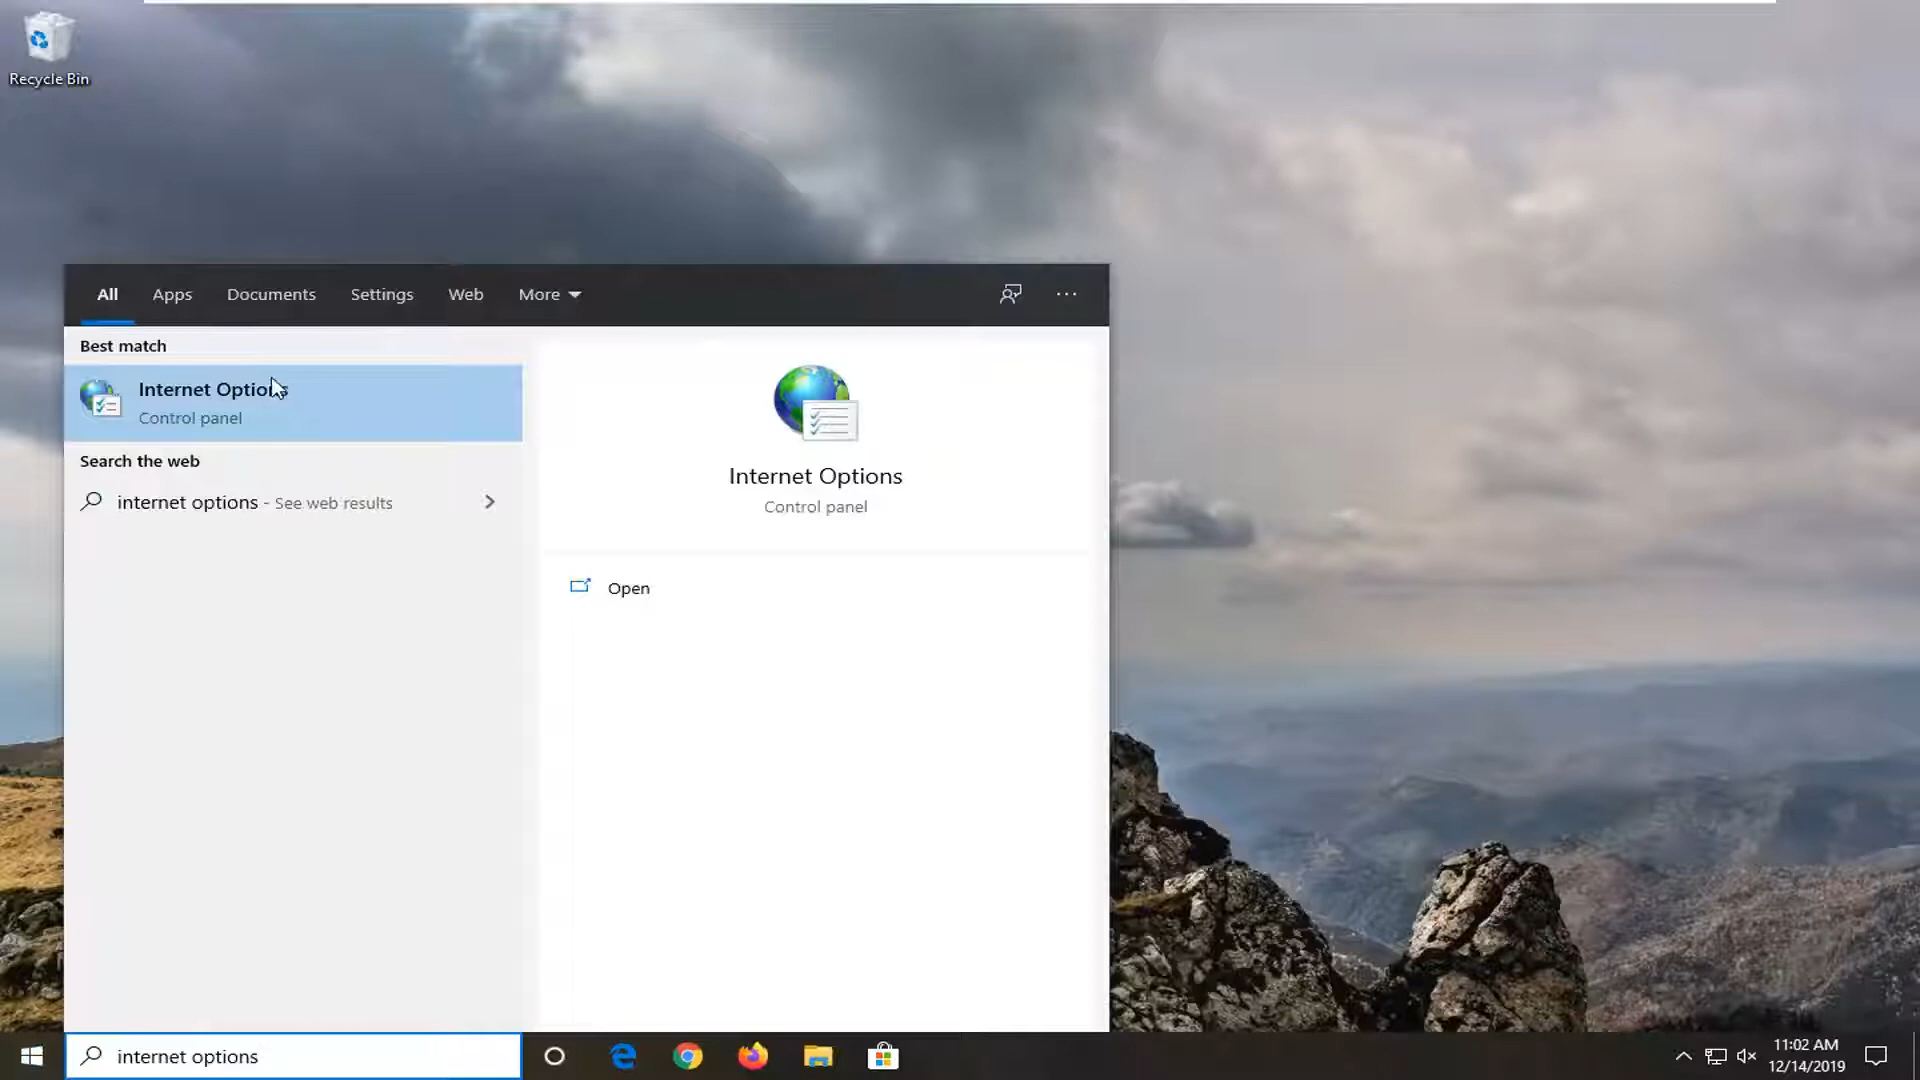 Recycle Bin
All Apps Documents Settings Web More
Best match
Internet Options
Control panel
Search the web
internet options - See web results
Internet Options
Control panel
Open
internet options
11:02 AM
12/14/2019